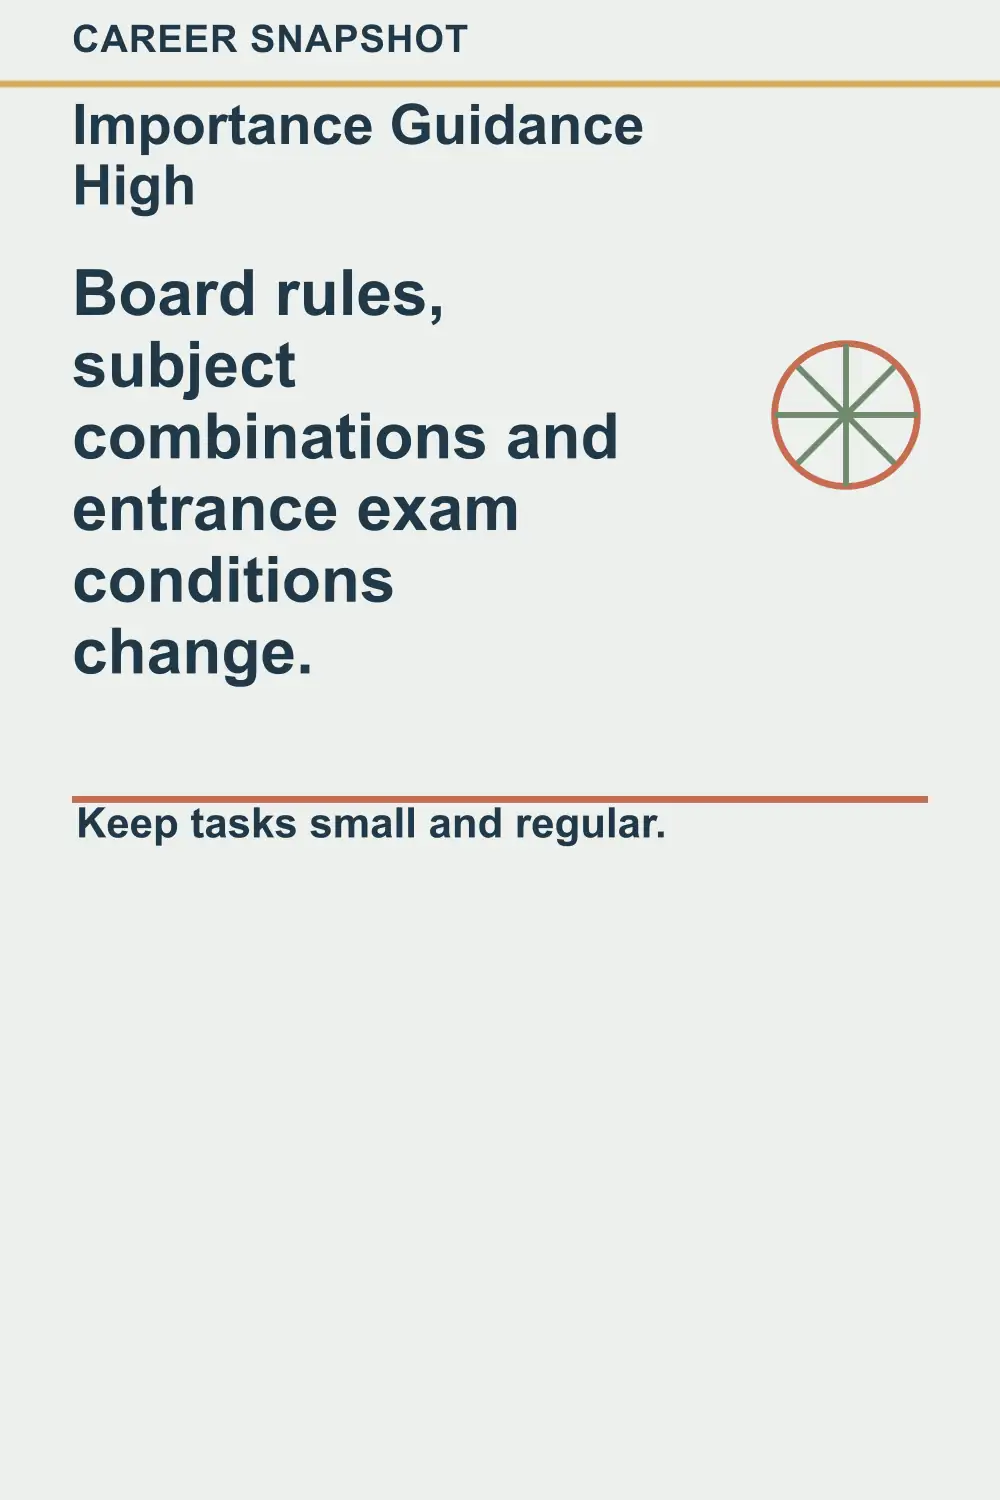 CAREER SNAPSHOT
Importance Guidance
High
Board rules,
subject
combinations and
entrance exam
conditions
change.
Keep tasks small and regular.